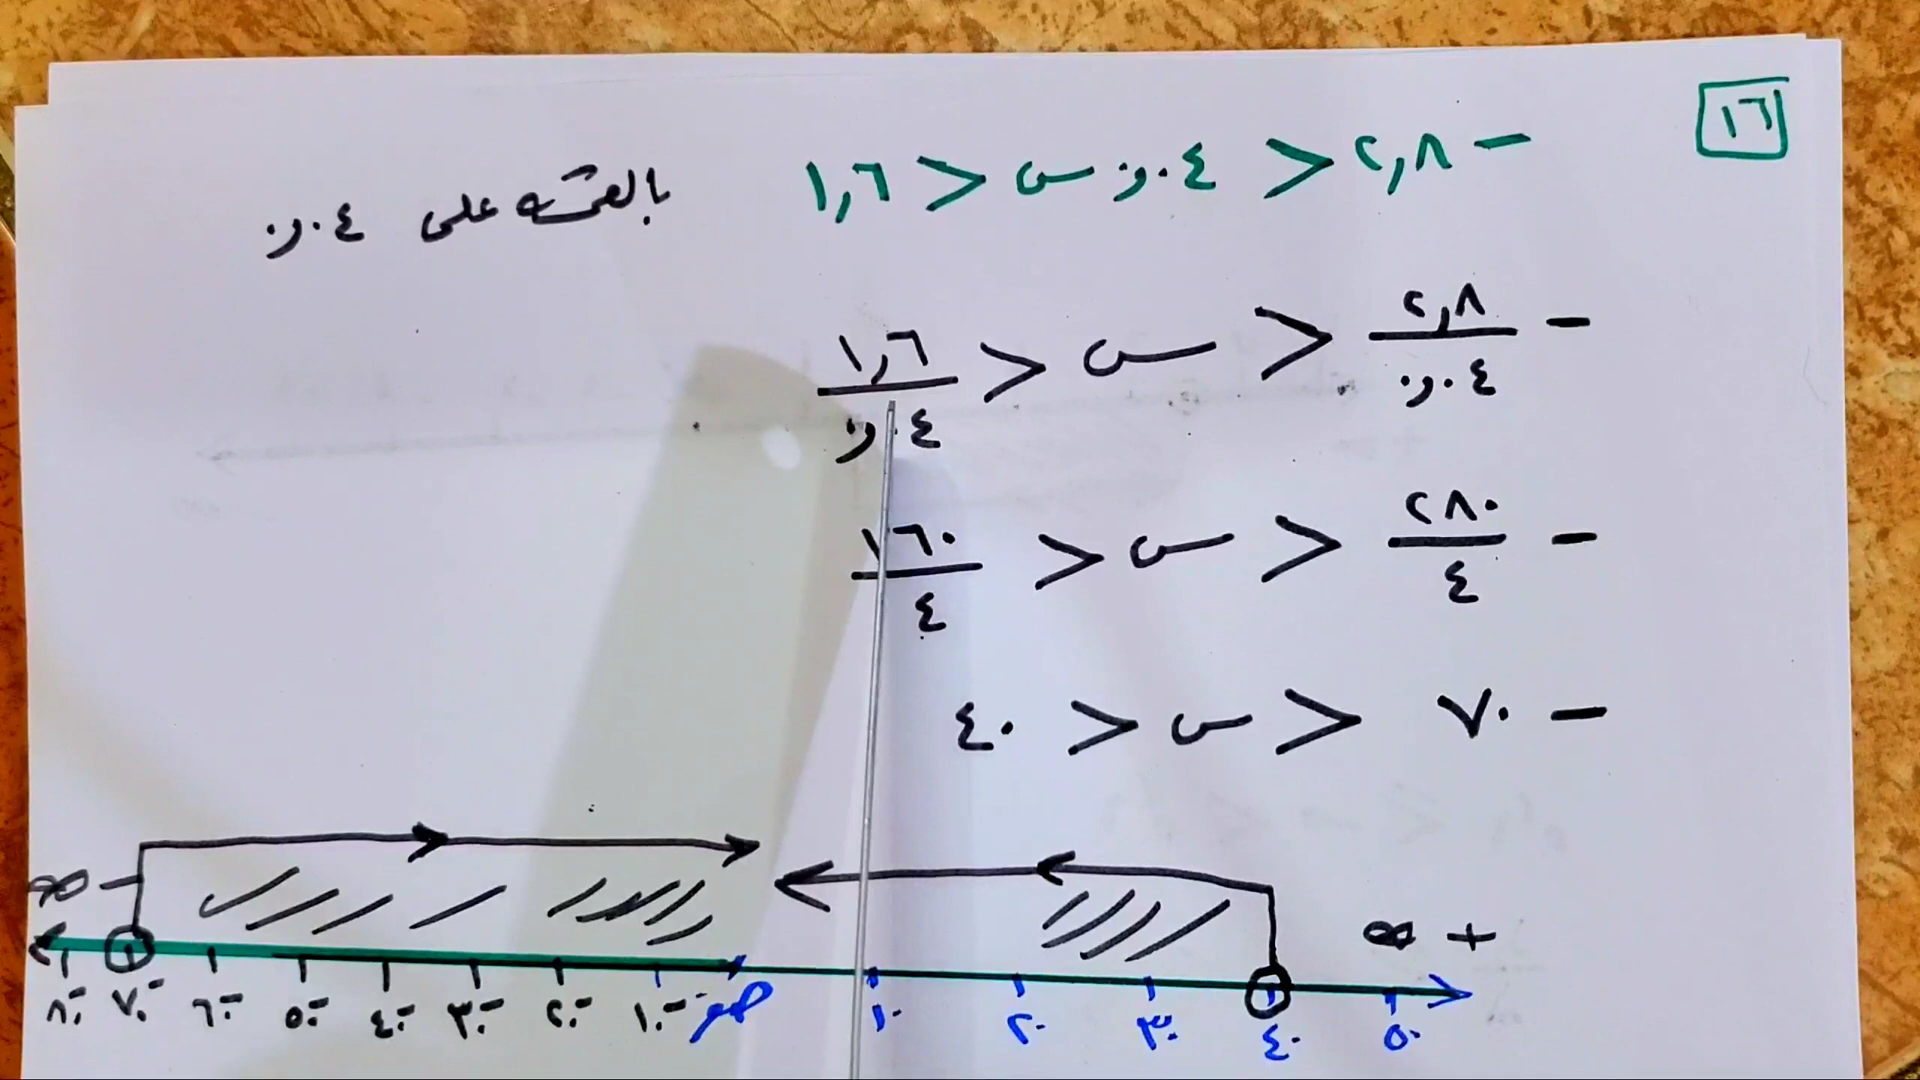 ١٦
- ٢,٨ < ٠,٠٤ س < ١,٦ بالقسمة على ٠,٠٤
- ٢,٨ / ٠,٠٤ < س < ١,٦ / ٠,٠٤
- ٢٨٠ / ٤ < س < ١٦٠ / ٤
- ٧٠ < س < ٤٠
+ ∞ - ∞
٥٠ ٤٠ ٣٠ ٢٠ ١٠ صفر -١٠ -٢٠ -٣٠ -٤٠ -٥٠ -٦٠ -٧٠ -٨٠